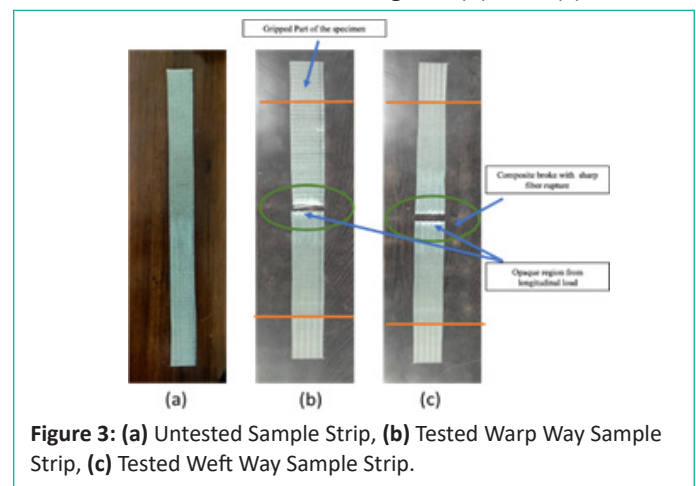 Gripped Part of the specimen
Composite broke with sharp
fiber rupture
Opaque region from
longitudinal load
(a)
(b)
(c)
Figure 3: (a) Untested Sample Strip, (b) Tested Warp Way Sample
Strip, (c) Tested Weft Way Sample Strip.